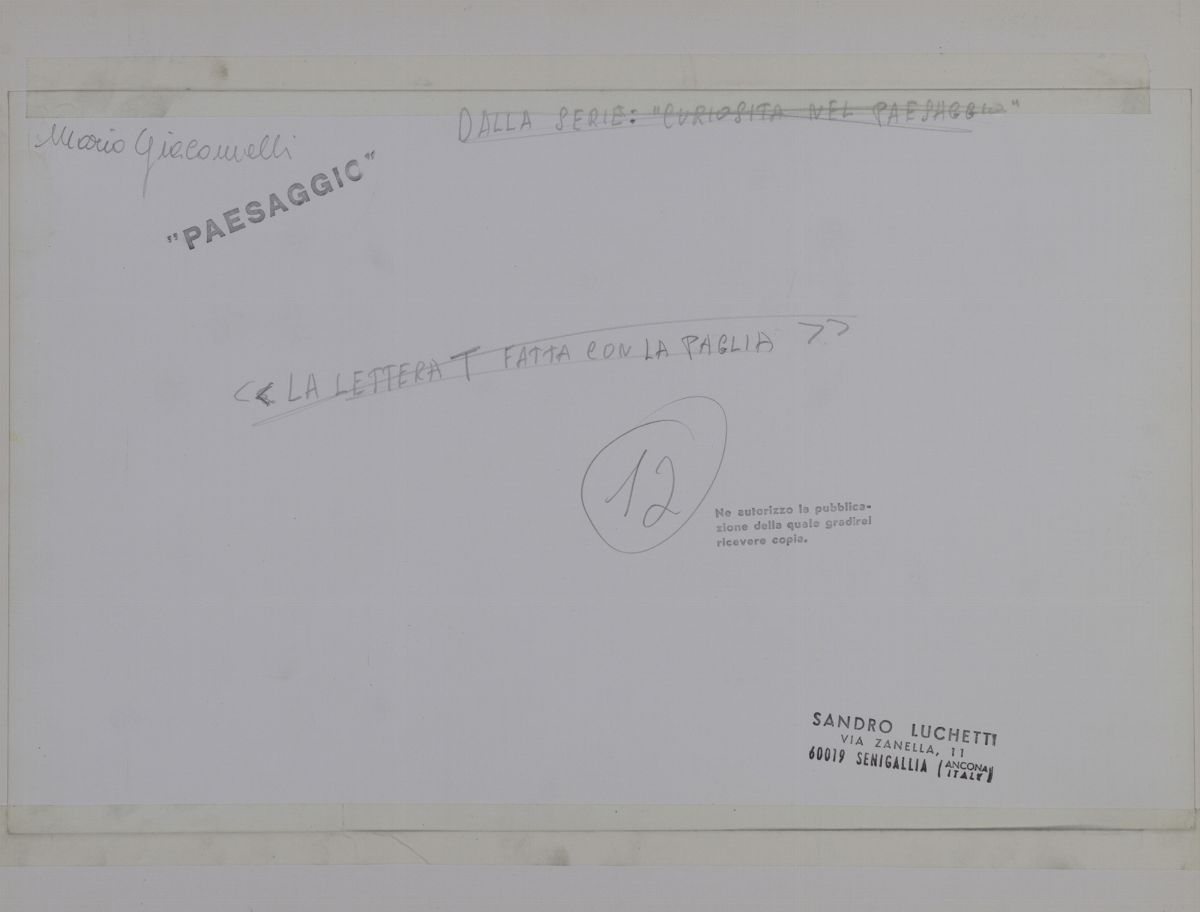 DALLA SERIE: "CURIOSITA NEL PAESAGGIO"
Mario Giacomelli
"PAESAGGIO"
<< LA LETTERA T FATTA CON LA PAGLIA >>
12
Ne autorizzo la pubblica-
zione della quale gradirei
ricevere copia.
SANDRO LUCHETTI
VIA ZANELLA, 11
60019 SENIGALLIA (ANCONA ITALY)